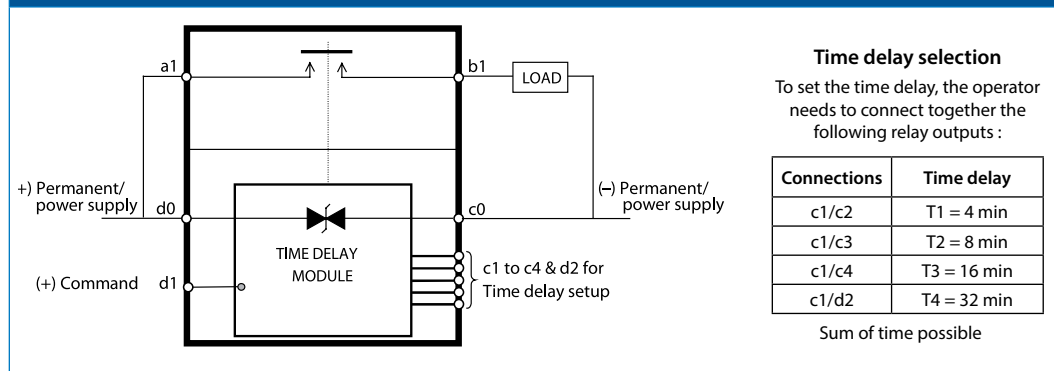 a1
b1
LOAD
+) Permanent/
power supply
d0
c0
(–) Permanent/
power supply
TIME DELAY
MODULE
(+) Command
d1
c1 to c4 & d2 for
Time delay setup
Time delay selection
To set the time delay, the operator
needs to connect together the
following relay outputs :
Connections Time delay
c1/c2 T1 = 4 min
c1/c3 T2 = 8 min
c1/c4 T3 = 16 min
c1/d2 T4 = 32 min
Sum of time possible